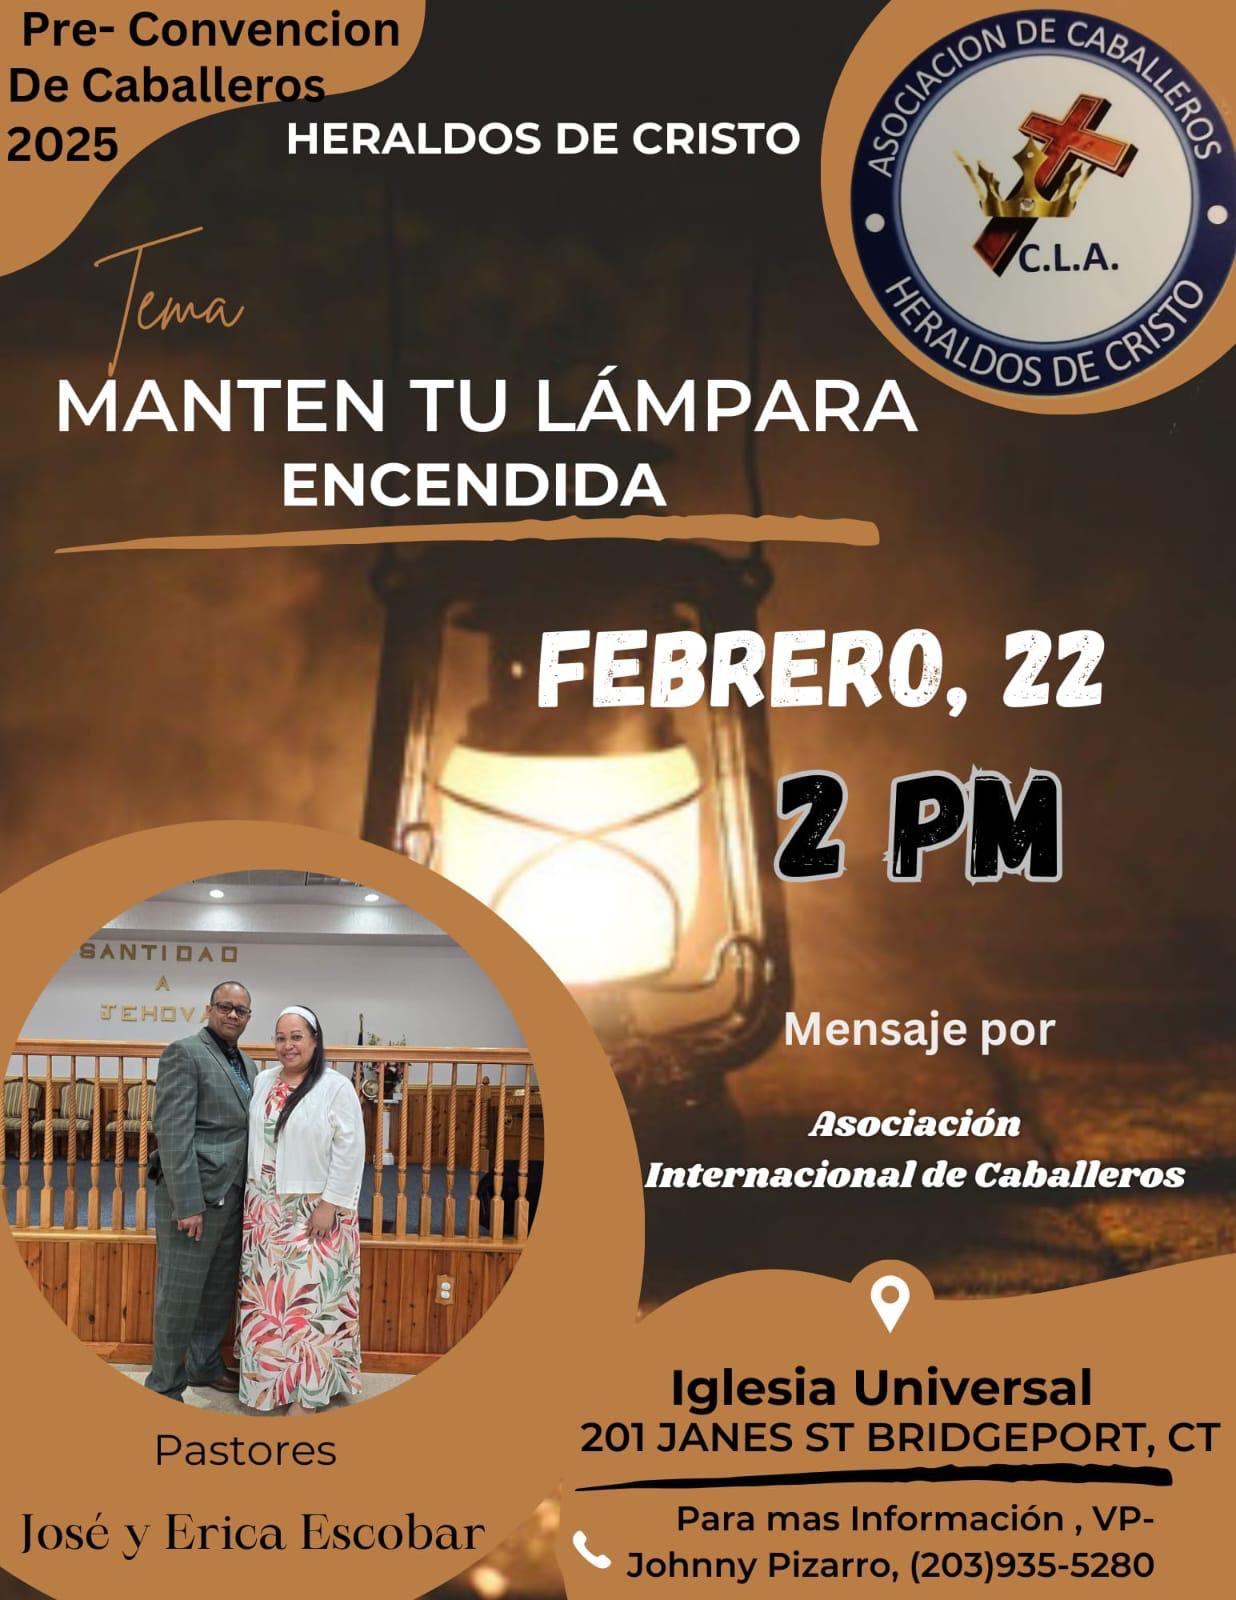 Pre- Convencion
De Caballeros
2025
HERALDOS DE CRISTO
ASOCIACION DE CABALLEROS
C.L.A.
HERALDOS DE CRISTO
Tema
MANTEN TU LÁMPARA
ENCENDIDA
FEBRERO, 22
2 PM
SANTIDAD
A
JEHOVA
Mensaje por
Asociación
Internacional de Caballeros
Iglesia Universal
201 JANES ST BRIDGEPORT, CT
Pastores
José y Erica Escobar
Para mas Información , VP-
Johnny Pizarro, (203)935-5280